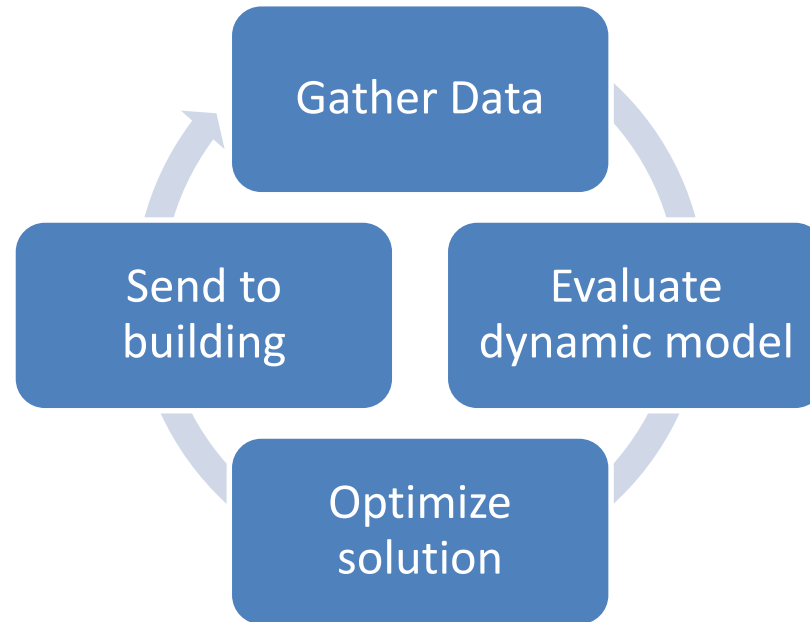 Gather Data
Send to
building
Evaluate
dynamic model
Optimize
solution